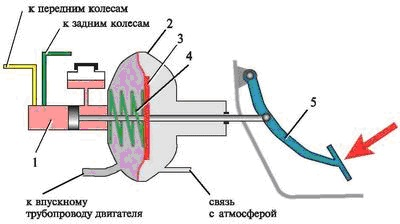 к передним колесам
к задним колесам
2
3
4
5
1
к впускному
трубопроводу двигателя
связь
с атмосферой